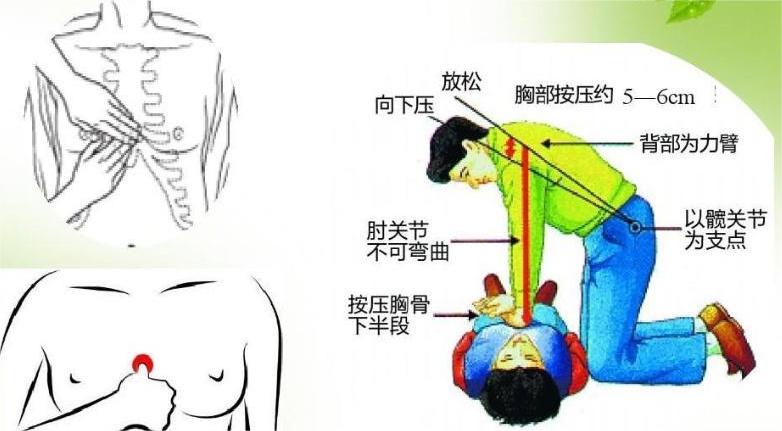 放松
胸部按压约 5—6cm
向下压
背部为力臂
以髋关节
为支点
肘关节
不可弯曲
按压胸骨
下半段